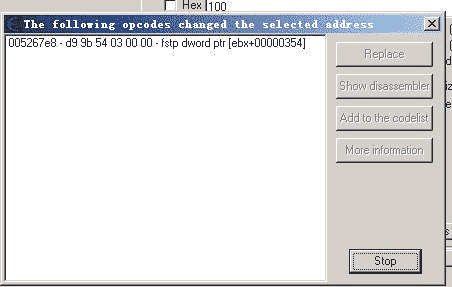 Hex 100
The following opcodes changed the selected address
005267e8 - d9 9b 54 03 00 00 - fstp dword ptr [ebx+00000354]
Replace
Show disassembler
Add to the codelist
More information
Stop